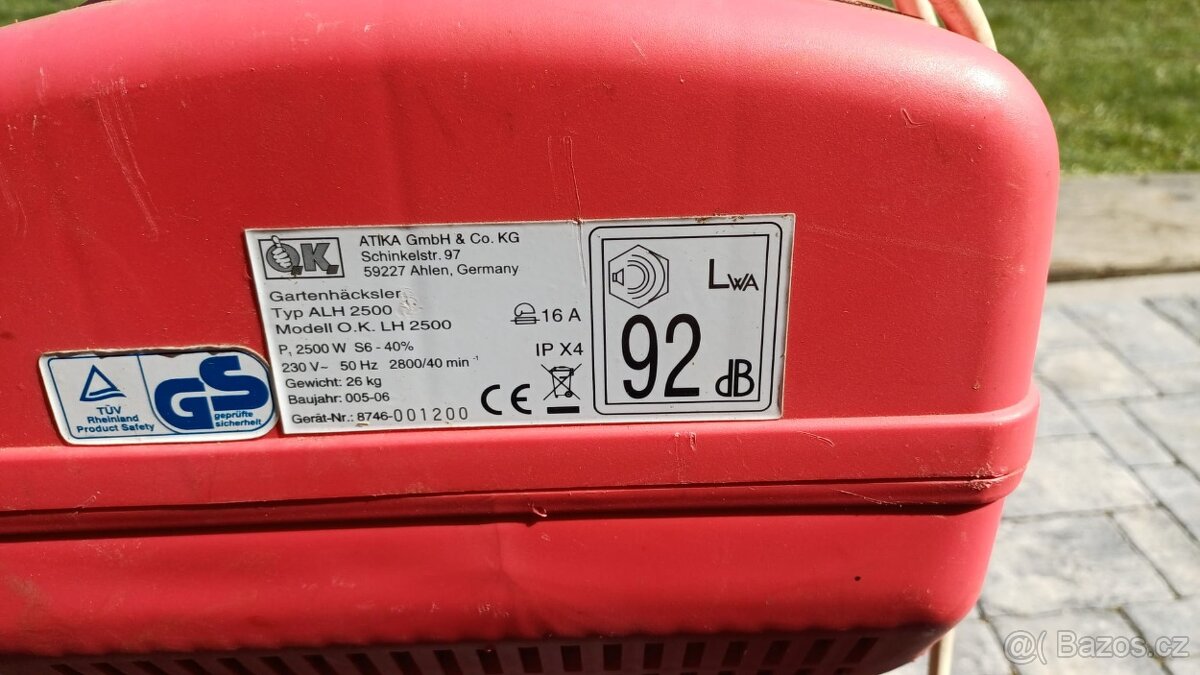 O.K.
ATIKA GmbH & Co. KG
Schinkelstr. 97
59227 Ahlen, Germany
Gartenhäcksler
Typ ALH 2500
Modell O.K. LH 2500
16 A
P₁ 2500 W S6 - 40%
IP X4
230 V~ 50 Hz 2800/40 min⁻¹
Gewicht: 26 kg
Baujahr: 005-06
Gerät-Nr.: 8746-001200
CE
LWA
92 dB
TÜV
Rheinland
Product Safety
GS
geprüfte
sicherheit
Bazos.cz